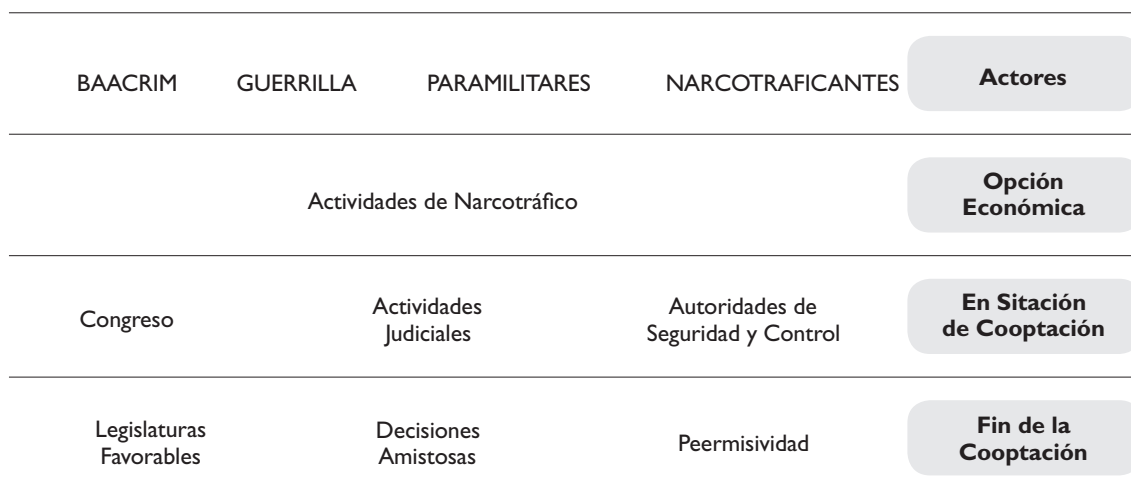 BAACRIM GUERRILLA PARAMILITARES NARCOTRAFICANTES Actores
Actividades de Narcotráfico
Opción
Económica
Congreso
Actividades
Judiciales
Autoridades de
Seguridad y Control
En Sitación
de Cooptación
Legislaturas
Favorables
Decisiones
Amistosas
Peermisividad
Fin de la
Cooptación